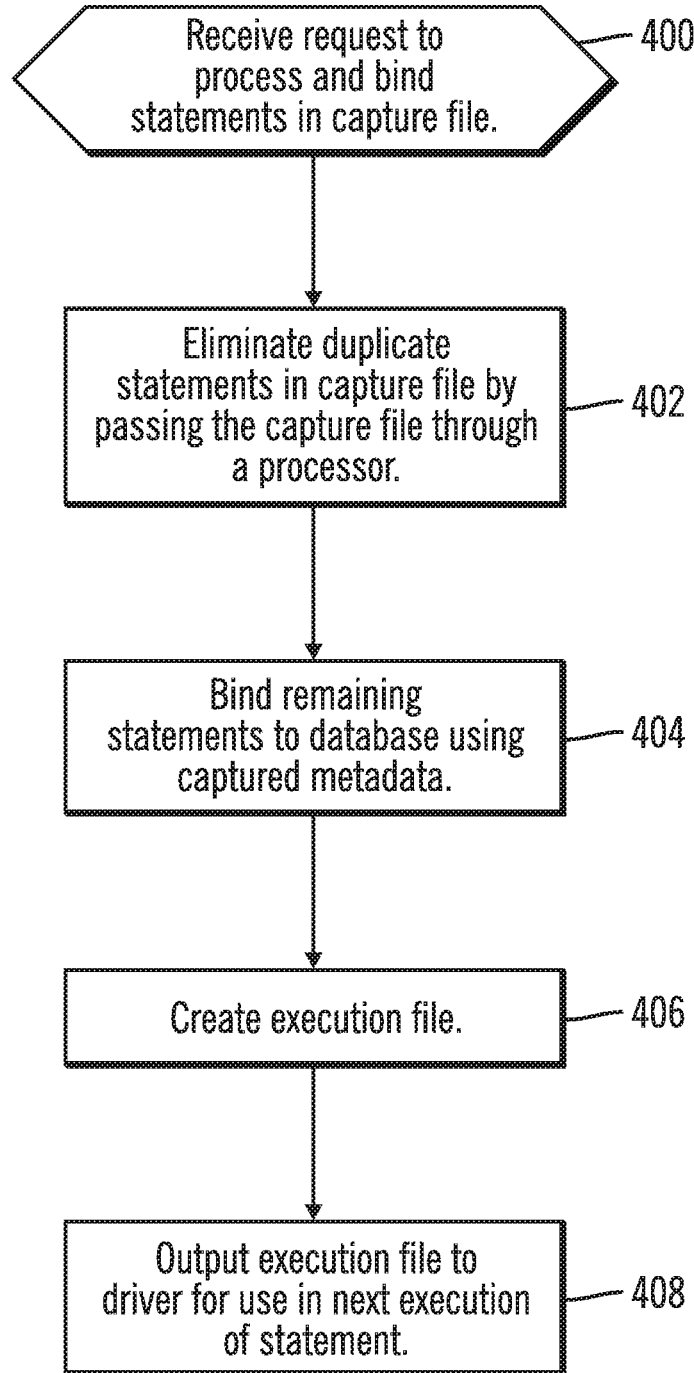 Receive request to
process and bind
statements in capture file.
400
Eliminate duplicate
statements in capture file by
passing the capture file through
a processor.
402
Bind remaining
statements to database using
captured metadata.
404
Create execution file.
406
Output execution file to
driver for use in next execution
of statement.
408